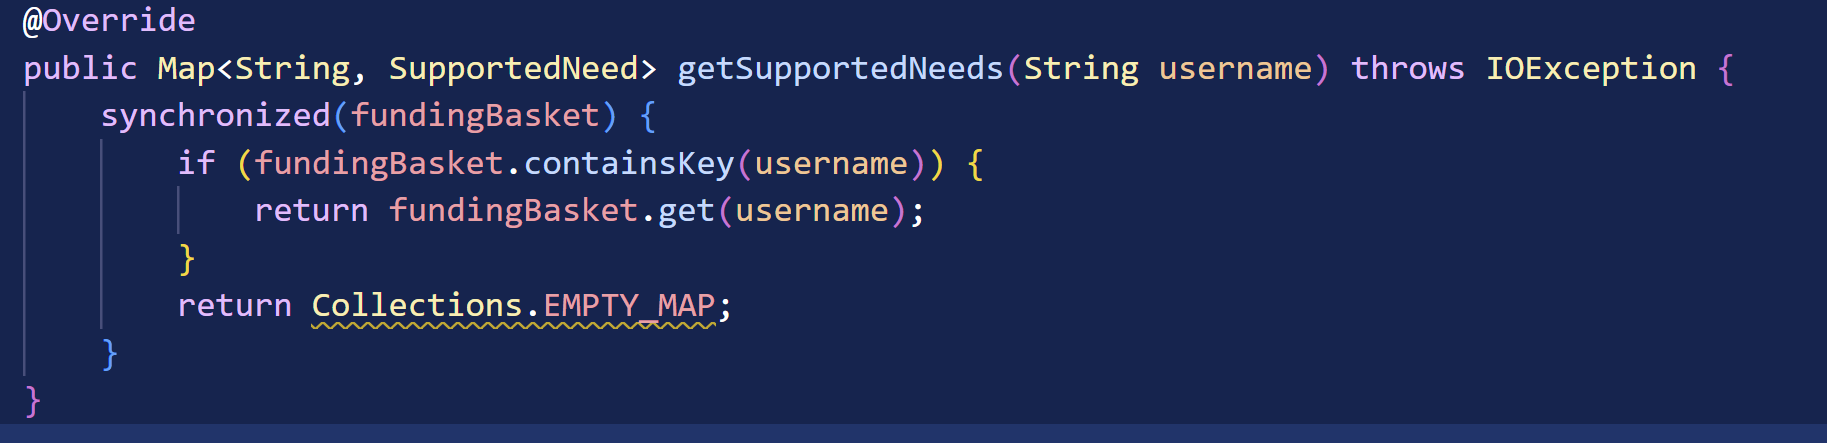 @Override
public Map<String, SupportedNeed> getSupportedNeeds(String username) throws IOException {
    synchronized(fundingBasket) {
        if (fundingBasket.containsKey(username)) {
            return fundingBasket.get(username);
        }
        return Collections.EMPTY_MAP;
    }
}